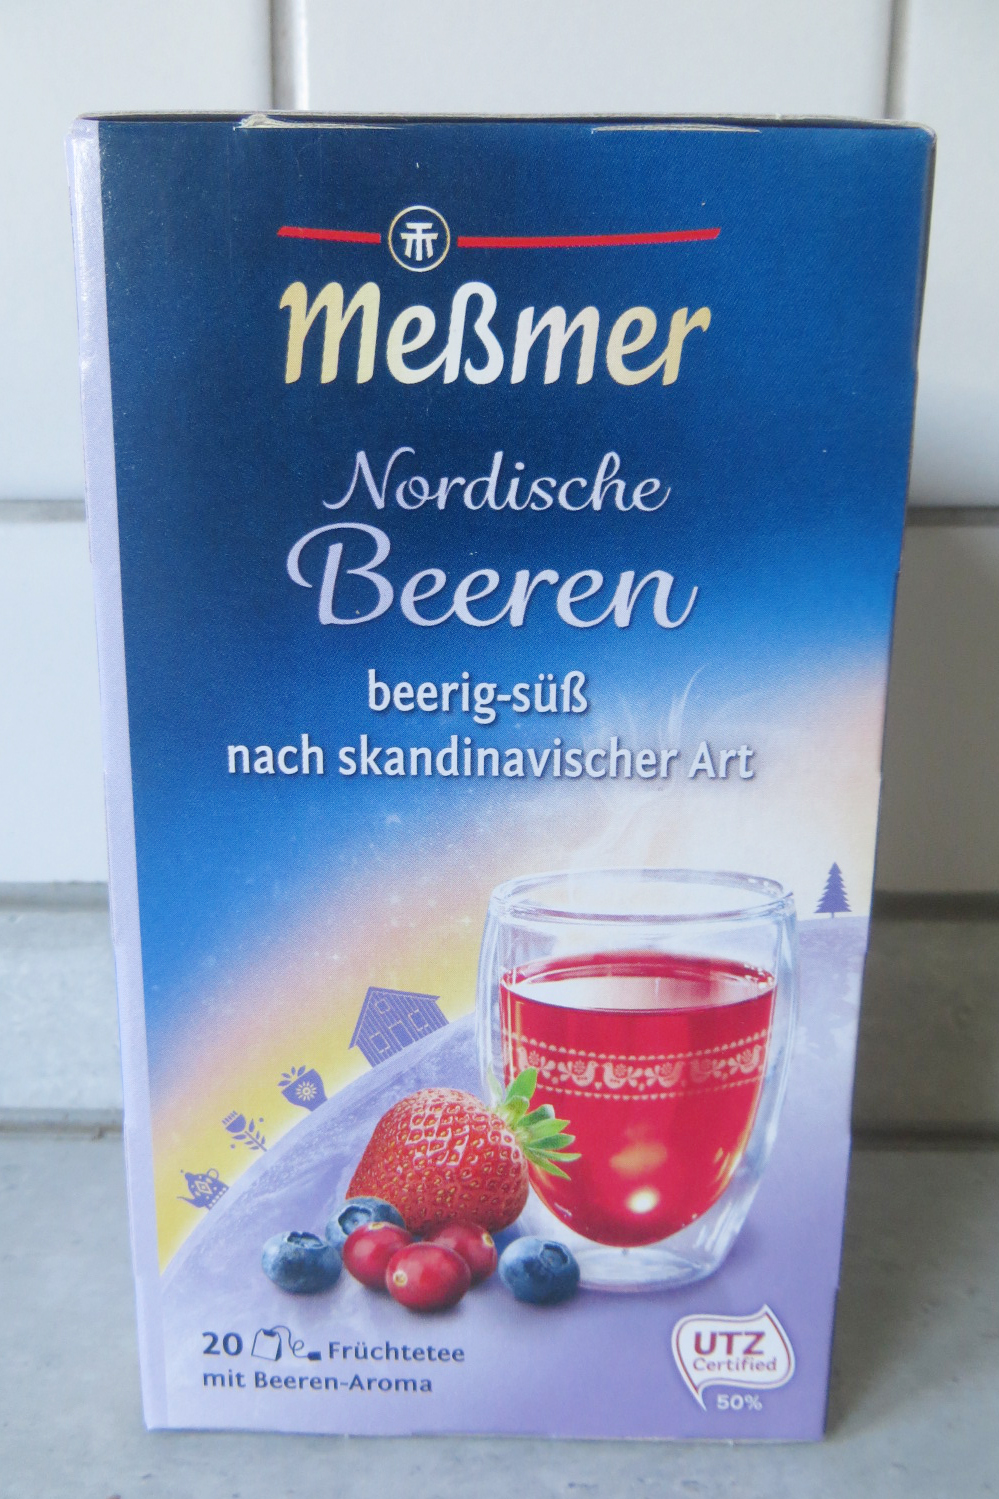 Meßmer
Nordische
Beeren
beerig-süß
nach skandinavischer Art
20 Früchtetee
mit Beeren-Aroma
UTZ
Certified
50%